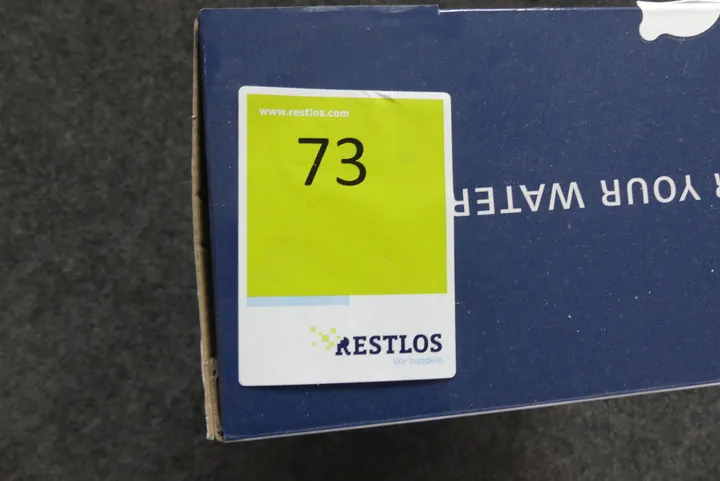 www.restlos.com
73
RESTLOS
Wir handeln.
YOUR WATER